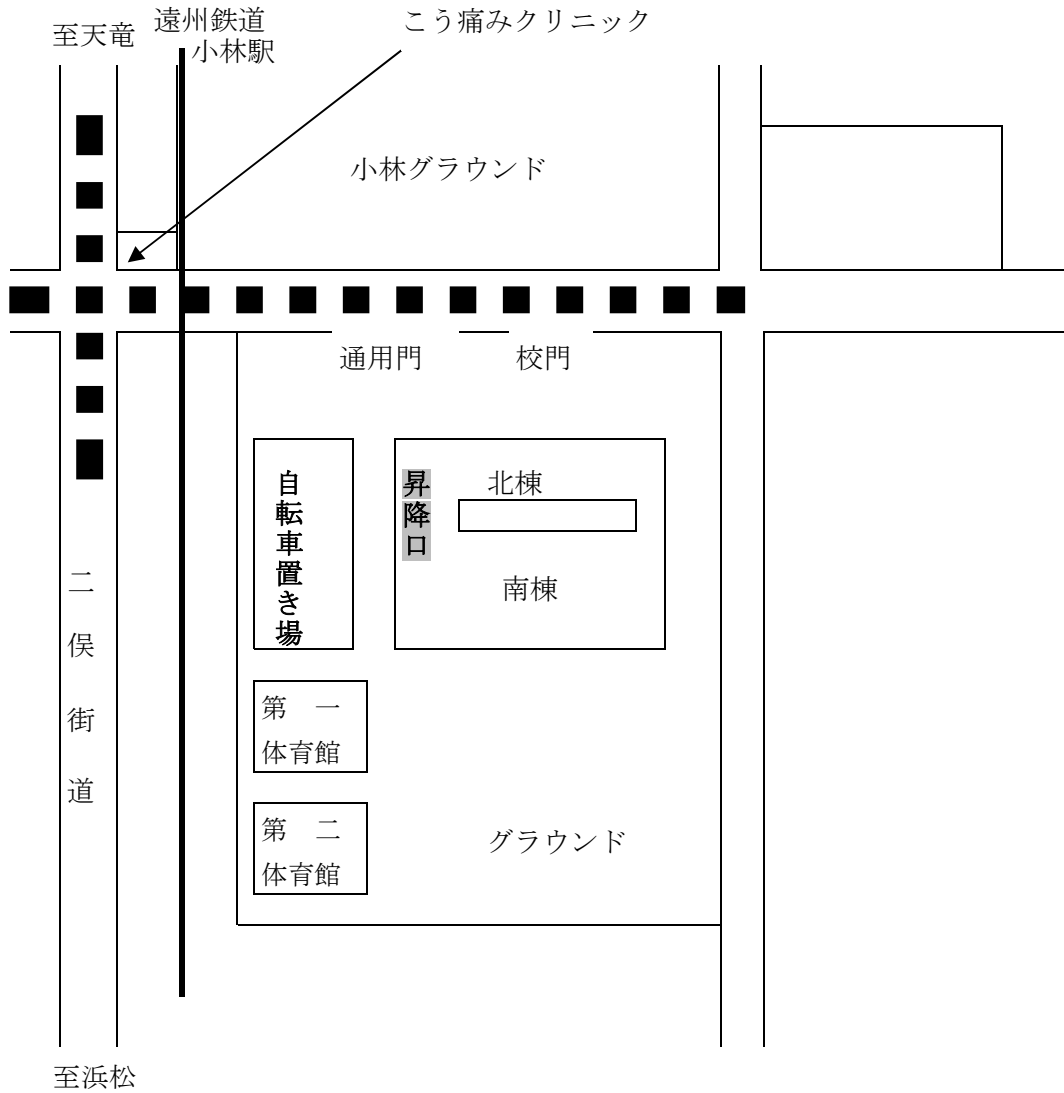 至天竜
遠州鉄道
小林駅
こう痛みクリニック
小林グラウンド
通用門
校門
自転車置き場
昇降口
北棟
南棟
二俣街道
第　一
体育館
第　二
体育館
グラウンド
至浜松